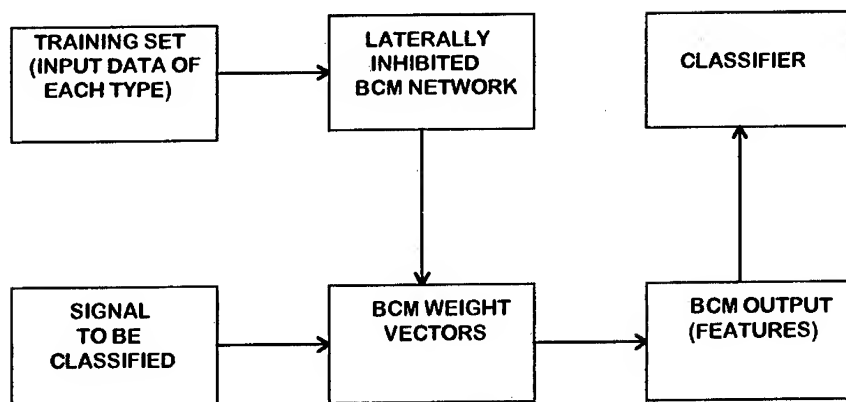 TRAINING SET
(INPUT DATA OF
EACH TYPE)
LATERALLY
INHIBITED
BCM NETWORK
CLASSIFIER
SIGNAL
TO BE
CLASSIFIED
BCM WEIGHT
VECTORS
BCM OUTPUT
(FEATURES)